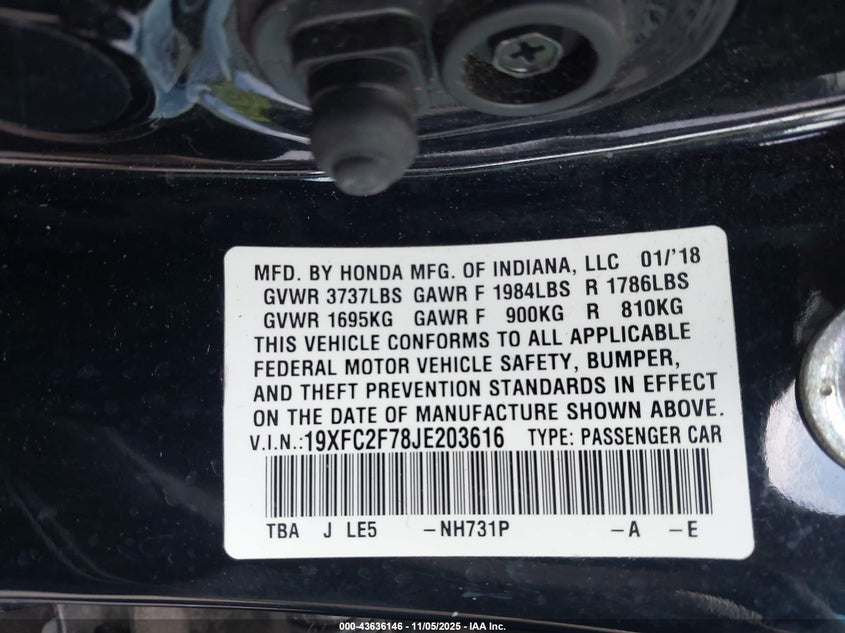 MFD. BY HONDA MFG. OF INDIANA, LLC 01/'18
GVWR 3737LBS GAWR F 1984LBS R 1786LBS
GVWR 1695KG GAWR F 900KG R 810KG
THIS VEHICLE CONFORMS TO ALL APPLICABLE
FEDERAL MOTOR VEHICLE SAFETY, BUMPER,
AND THEFT PREVENTION STANDARDS IN EFFECT
ON THE DATE OF MANUFACTURE SHOWN ABOVE.
V.I.N.:19XFC2F78JE203616 TYPE: PASSENGER CAR
TBA J LE5 -NH731P -A -E
000-43636146 - 11/05/2025 - IAA Inc.